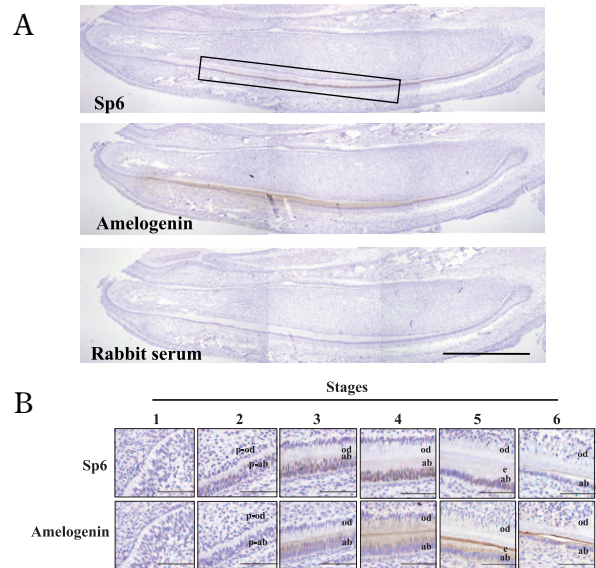 A
Sp6
Amelogenin
Rabbit serum
B
Stages
1 2 3 4 5 6
Sp6
p-od
p-ab
od
ab
od
ab
od
e
ab
od
ab
Amelogenin
p-od
p-ab
od
ab
od
ab
od
e
ab
od
ab